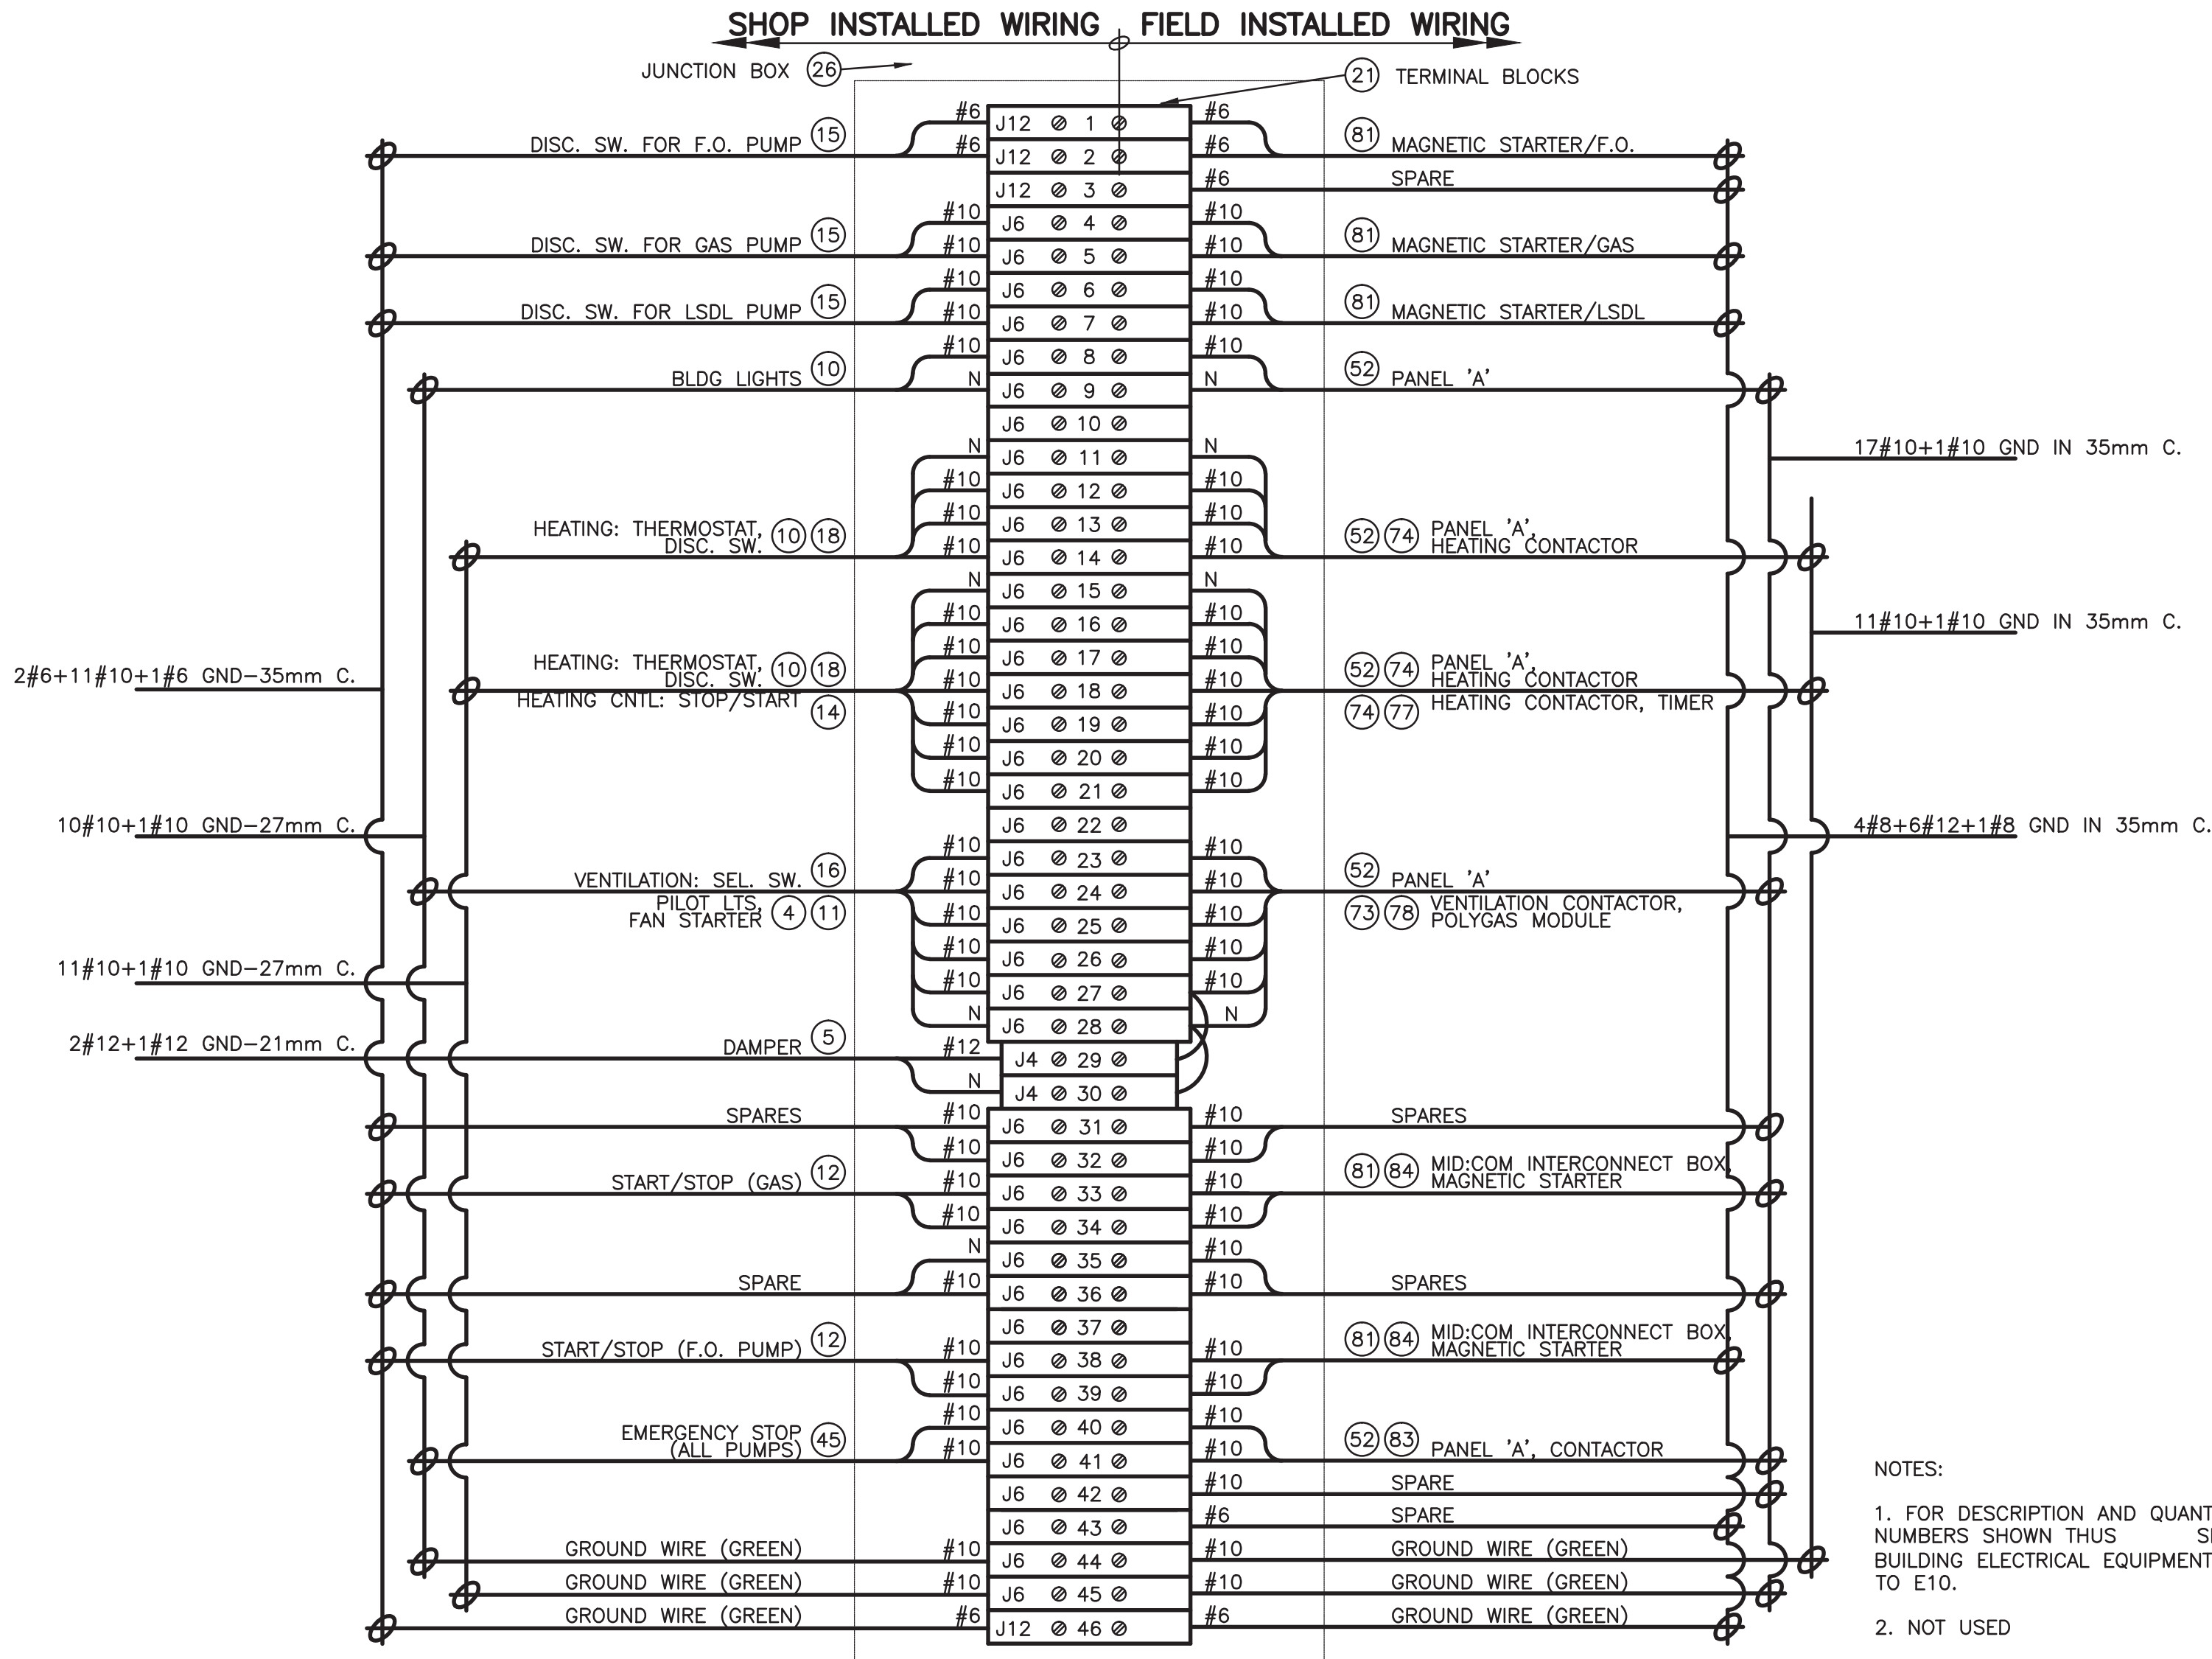 SHOP INSTALLED WIRING FIELD INSTALLED WIRING
JUNCTION BOX 26
21 TERMINAL BLOCKS
#6 J12 1 #6
DISC. SW. FOR F.O. PUMP 15 #6 J12 2 #6 81 MAGNETIC STARTER/F.O.
J12 3 #6 SPARE
#10 J6 4 #10
DISC. SW. FOR GAS PUMP 15 #10 J6 5 #10 81 MAGNETIC STARTER/GAS
#10 J6 6 #10
DISC. SW. FOR LSDL PUMP 15 #10 J6 7 #10 81 MAGNETIC STARTER/LSDL
#10 J6 8 #10
BLDG LIGHTS 10 N J6 9 N 52 PANEL 'A'
J6 10
N J6 11 N
17#10+1#10 GND IN 35mm C.
#10 J6 12 #10
#10 J6 13 #10
HEATING: THERMOSTAT, 10 18 52 74 PANEL 'A',
DISC. SW. #10 J6 14 #10 HEATING CONTACTOR
N J6 15 N
#10 J6 16 #10
11#10+1#10 GND IN 35mm C.
#10 J6 17 #10
HEATING: THERMOSTAT, 10 18 52 74 PANEL 'A',
DISC. SW. #10 J6 18 #10 HEATING CONTACTOR
2#6+11#10+1#6 GND-35mm C.
HEATING CNTL: STOP/START 14 #10 J6 19 #10 74 77 HEATING CONTACTOR, TIMER
#10 J6 20 #10
#10 J6 21 #10
J6 22
10#10+1#10 GND-27mm C.
4#8+6#12+1#8 GND IN 35mm C.
#10 J6 23 #10
VENTILATION: SEL. SW. 16 #10 J6 24 #10 52 PANEL 'A'
PILOT LTS, 4 11 73 78 VENTILATION CONTACTOR,
FAN STARTER #10 J6 25 #10 POLYGAS MODULE
#10 J6 26 #10
11#10+1#10 GND-27mm C.
#10 J6 27 #10
N J6 28 N
2#12+1#12 GND-21mm C.
DAMPER 5 #12 J4 29
N J4 30
SPARES #10 J6 31 #10 SPARES
#10 J6 32 #10
81 84 MID:COM INTERCONNECT BOX,
START/STOP (GAS) 12 #10 J6 33 #10 MAGNETIC STARTER
#10 J6 34 #10
N J6 35 #10
SPARE #10 J6 36 #10 SPARES
J6 37
81 84 MID:COM INTERCONNECT BOX,
START/STOP (F.O. PUMP) 12 #10 J6 38 #10 MAGNETIC STARTER
#10 J6 39 #10
#10 J6 40 #10
EMERGENCY STOP 45
(ALL PUMPS) #10 J6 41 #10 52 83 PANEL 'A', CONTACTOR
J6 42 #10 SPARE
J6 43 #6 SPARE
GROUND WIRE (GREEN) #10 J6 44 #10 GROUND WIRE (GREEN)
GROUND WIRE (GREEN) #10 J6 45 #10 GROUND WIRE (GREEN)
GROUND WIRE (GREEN) #6 J12 46 #6 GROUND WIRE (GREEN)
NOTES:
1. FOR DESCRIPTION AND
NUMBERS SHOWN THUS
BUILDING ELECTRICAL EQUIPMENT
TO E10.
2. NOT USED